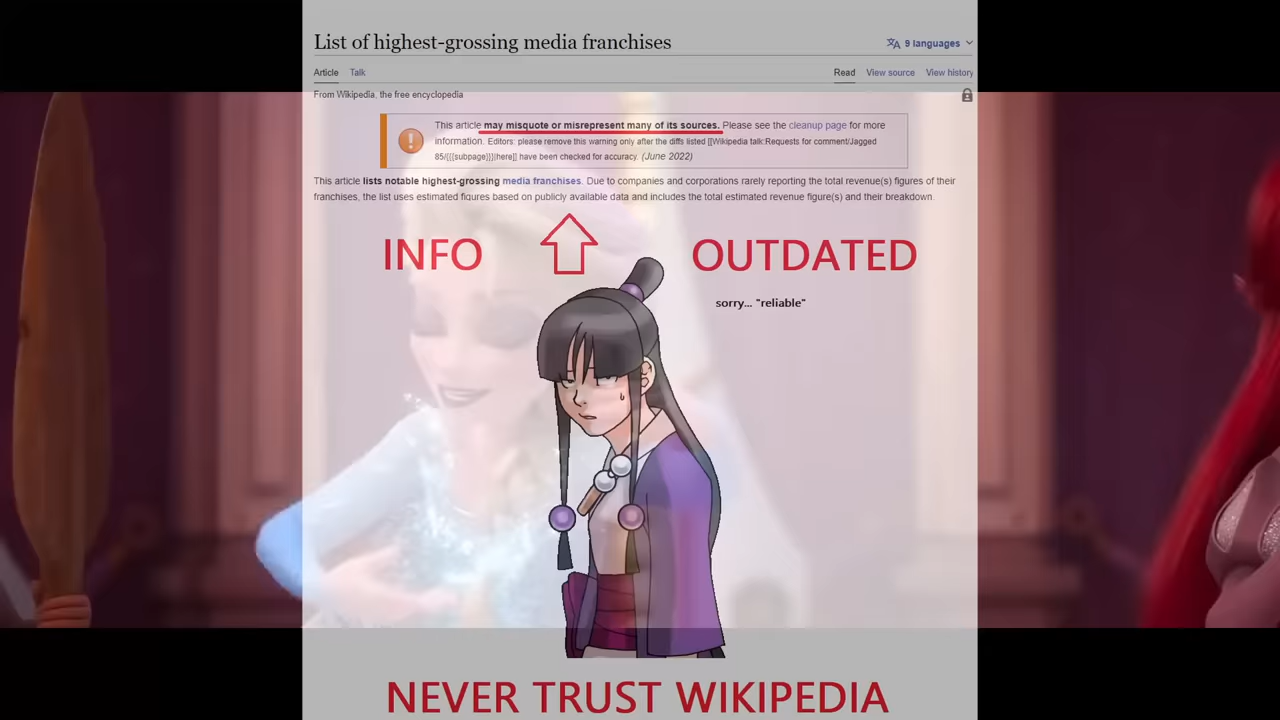 List of highest-grossing media franchises
9 languages
Article Talk
Read View source View history
From Wikipedia, the free encyclopedia
This article may misquote or misrepresent many of its sources. Please see the cleanup page for more
information. Editors: please remove this warning only after the diffs listed [[Wikipedia talk:Requests for comment/Jagged
85/{{{subpage}}}|here]] have been checked for accuracy. (June 2022)
This article lists notable highest-grossing media franchises. Due to companies and corporations rarely reporting the total revenue(s) figures of their
franchises, the list uses estimated figures based on publicly available data and includes the total estimated revenue figure(s) and their breakdown.
INFO OUTDATED
sorry... "reliable"
NEVER TRUST WIKIPEDIA